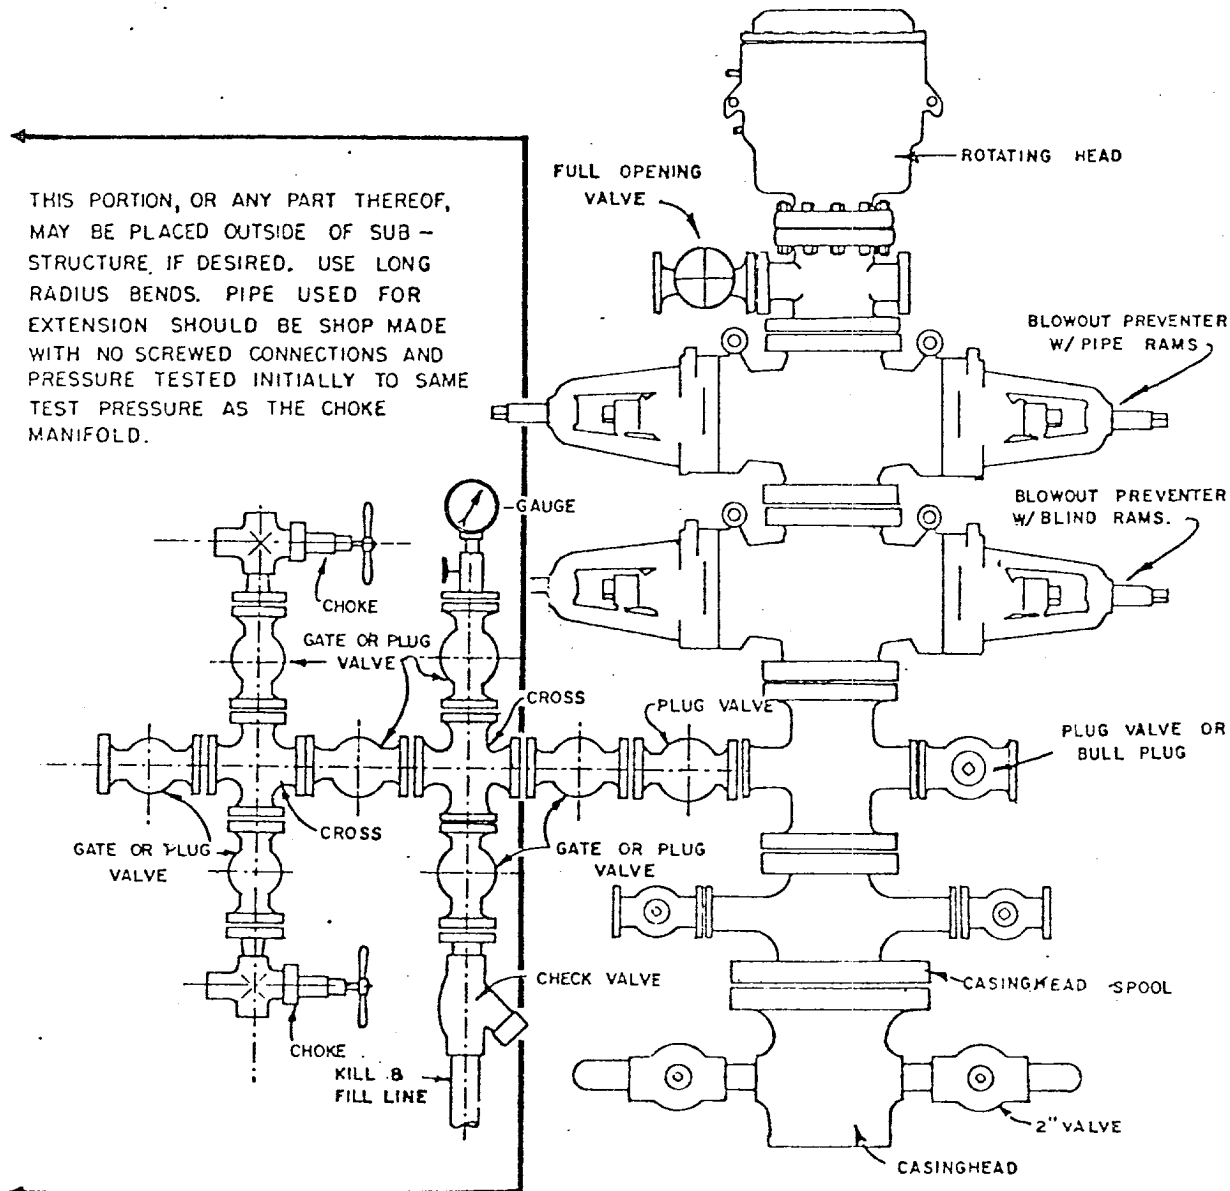 ROTATING HEAD
FULL OPENING
VALVE
THIS PORTION, OR ANY PART THEREOF,
MAY BE PLACED OUTSIDE OF SUB-
STRUCTURE IF DESIRED. USE LONG
RADIUS BENDS. PIPE USED FOR
EXTENSION SHOULD BE SHOP MADE
WITH NO SCREWED CONNECTIONS AND
PRESSURE TESTED INITIALLY TO SAME
TEST PRESSURE AS THE CHOKE
MANIFOLD.
BLOWOUT PREVENTER
W/ PIPE RAMS
BLOWOUT PREVENTER
W/ BLIND RAMS.
GAUGE
CHOKE
GATE OR PLUG
VALVE
CROSS
PLUG VALVE
PLUG VALVE OR
BULL PLUG
CROSS
GATE OR PLUG
VALVE
GATE OR PLUG
VALVE
CHECK VALVE
CASINGHEAD SPOOL
CHOKE
KILL &
FILL LINE
2" VALVE
CASINGHEAD